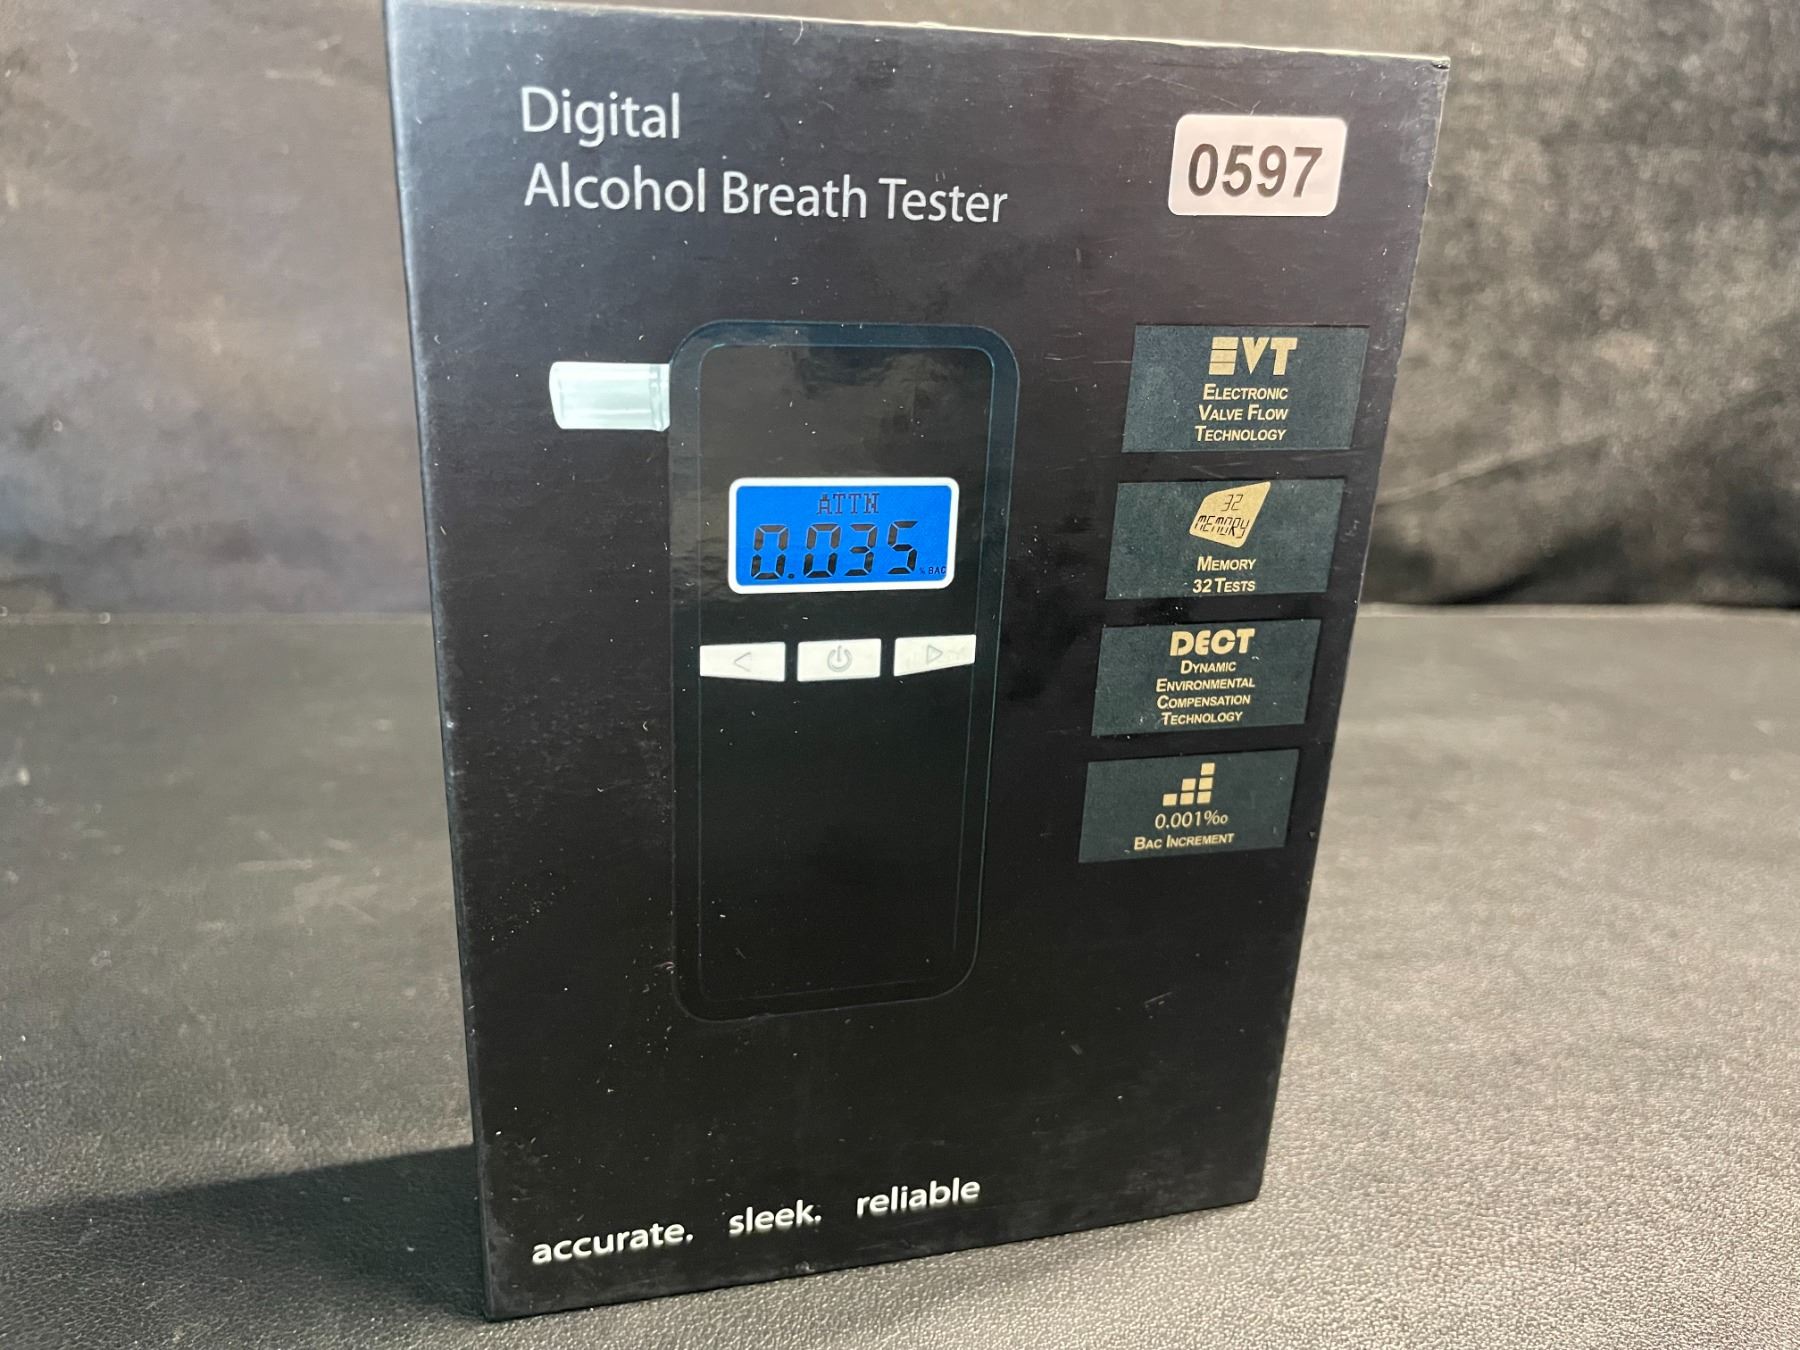 Digital
Alcohol Breath Tester
0597
EVT
ELECTRONIC
VALVE FLOW
TECHNOLOGY
ATTN
0.035 % BAC
32
MEMORY
MEMORY
32 TESTS
DECT
DYNAMIC
ENVIRONMENTAL
COMPENSATION
TECHNOLOGY
0.001‰
BAC INCREMENT
accurate. sleek. reliable